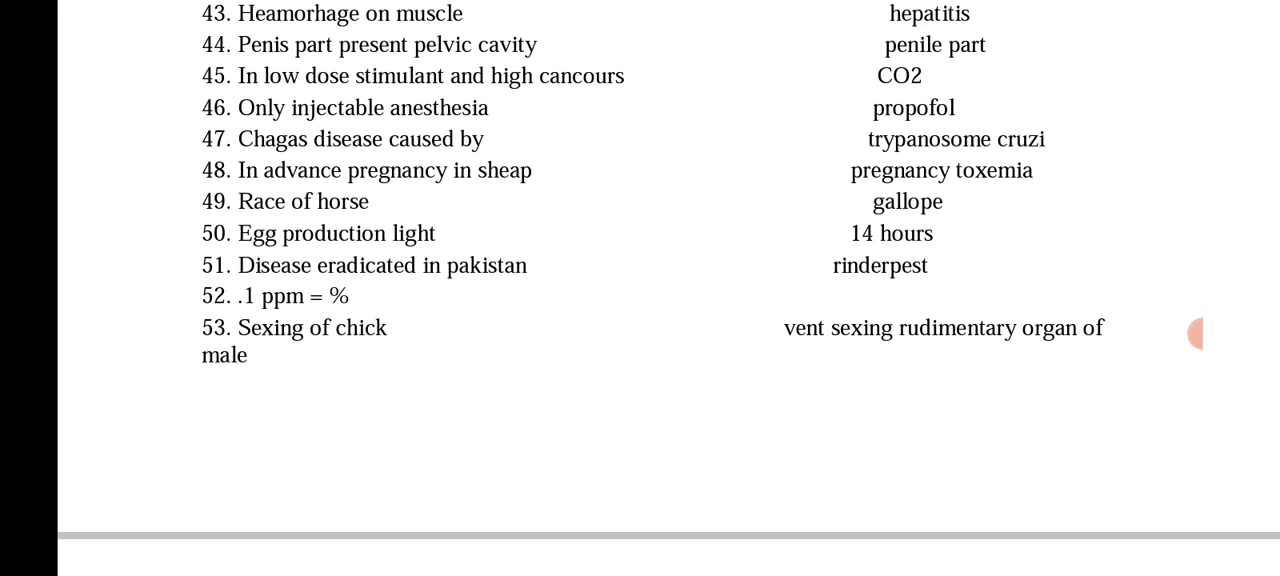 43. Heamorhage on muscle hepatitis
44. Penis part present pelvic cavity penile part
45. In low dose stimulant and high cancours CO2
46. Only injectable anesthesia propofol
47. Chagas disease caused by trypanosome cruzi
48. In advance pregnancy in sheap pregnancy toxemia
49. Race of horse gallope
50. Egg production light 14 hours
51. Disease eradicated in pakistan rinderpest
52. .1 ppm = %
53. Sexing of chick vent sexing rudimentary organ of
male